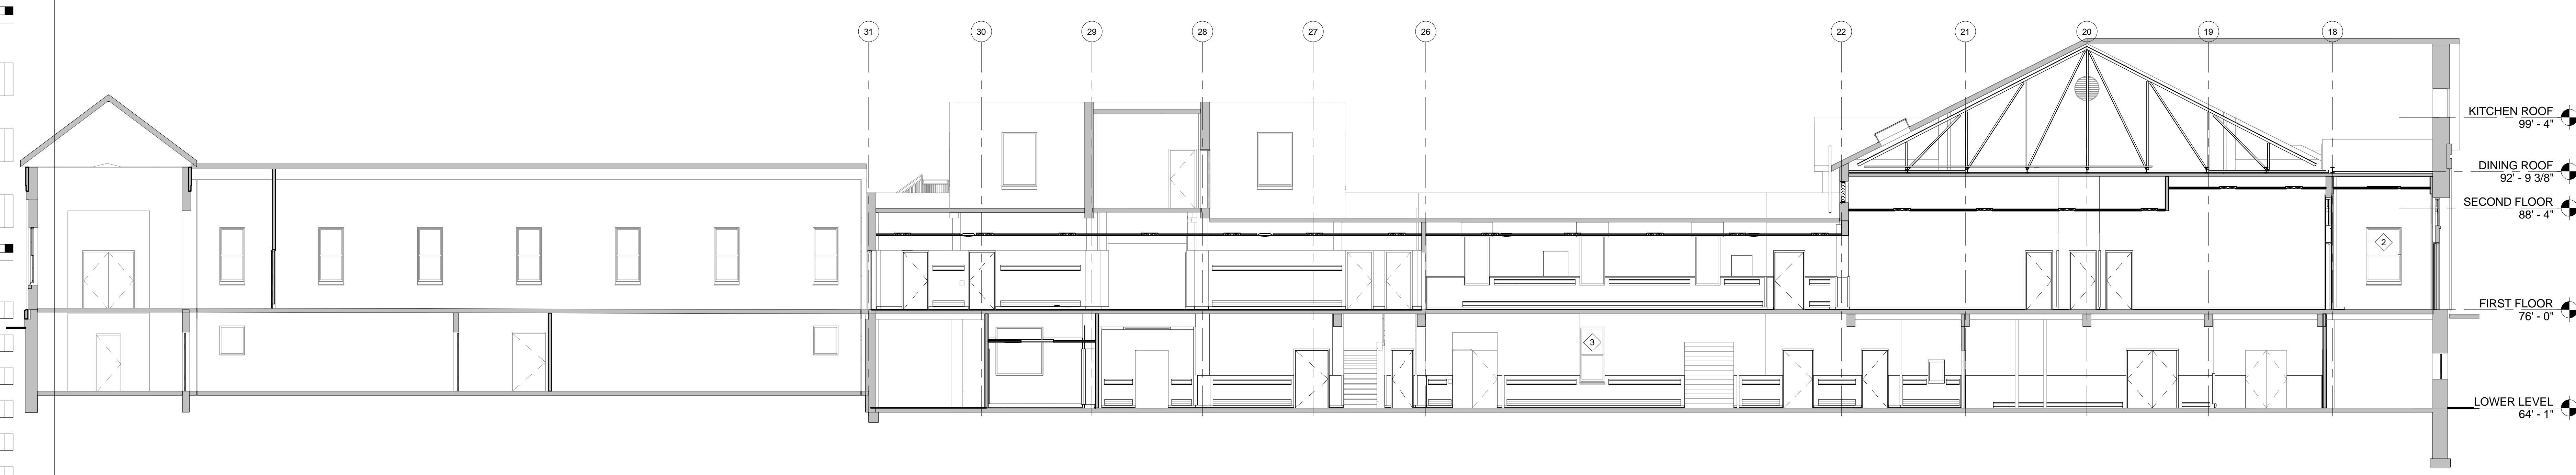 31
30
29
28
27
26
22
21
20
19
18
KITCHEN ROOF
99' - 4"
DINING ROOF
92' - 9 3/8"
SECOND FLOOR
88' - 4"
2
FIRST FLOOR
76' - 0"
3
LOWER LEVEL
64' - 1"